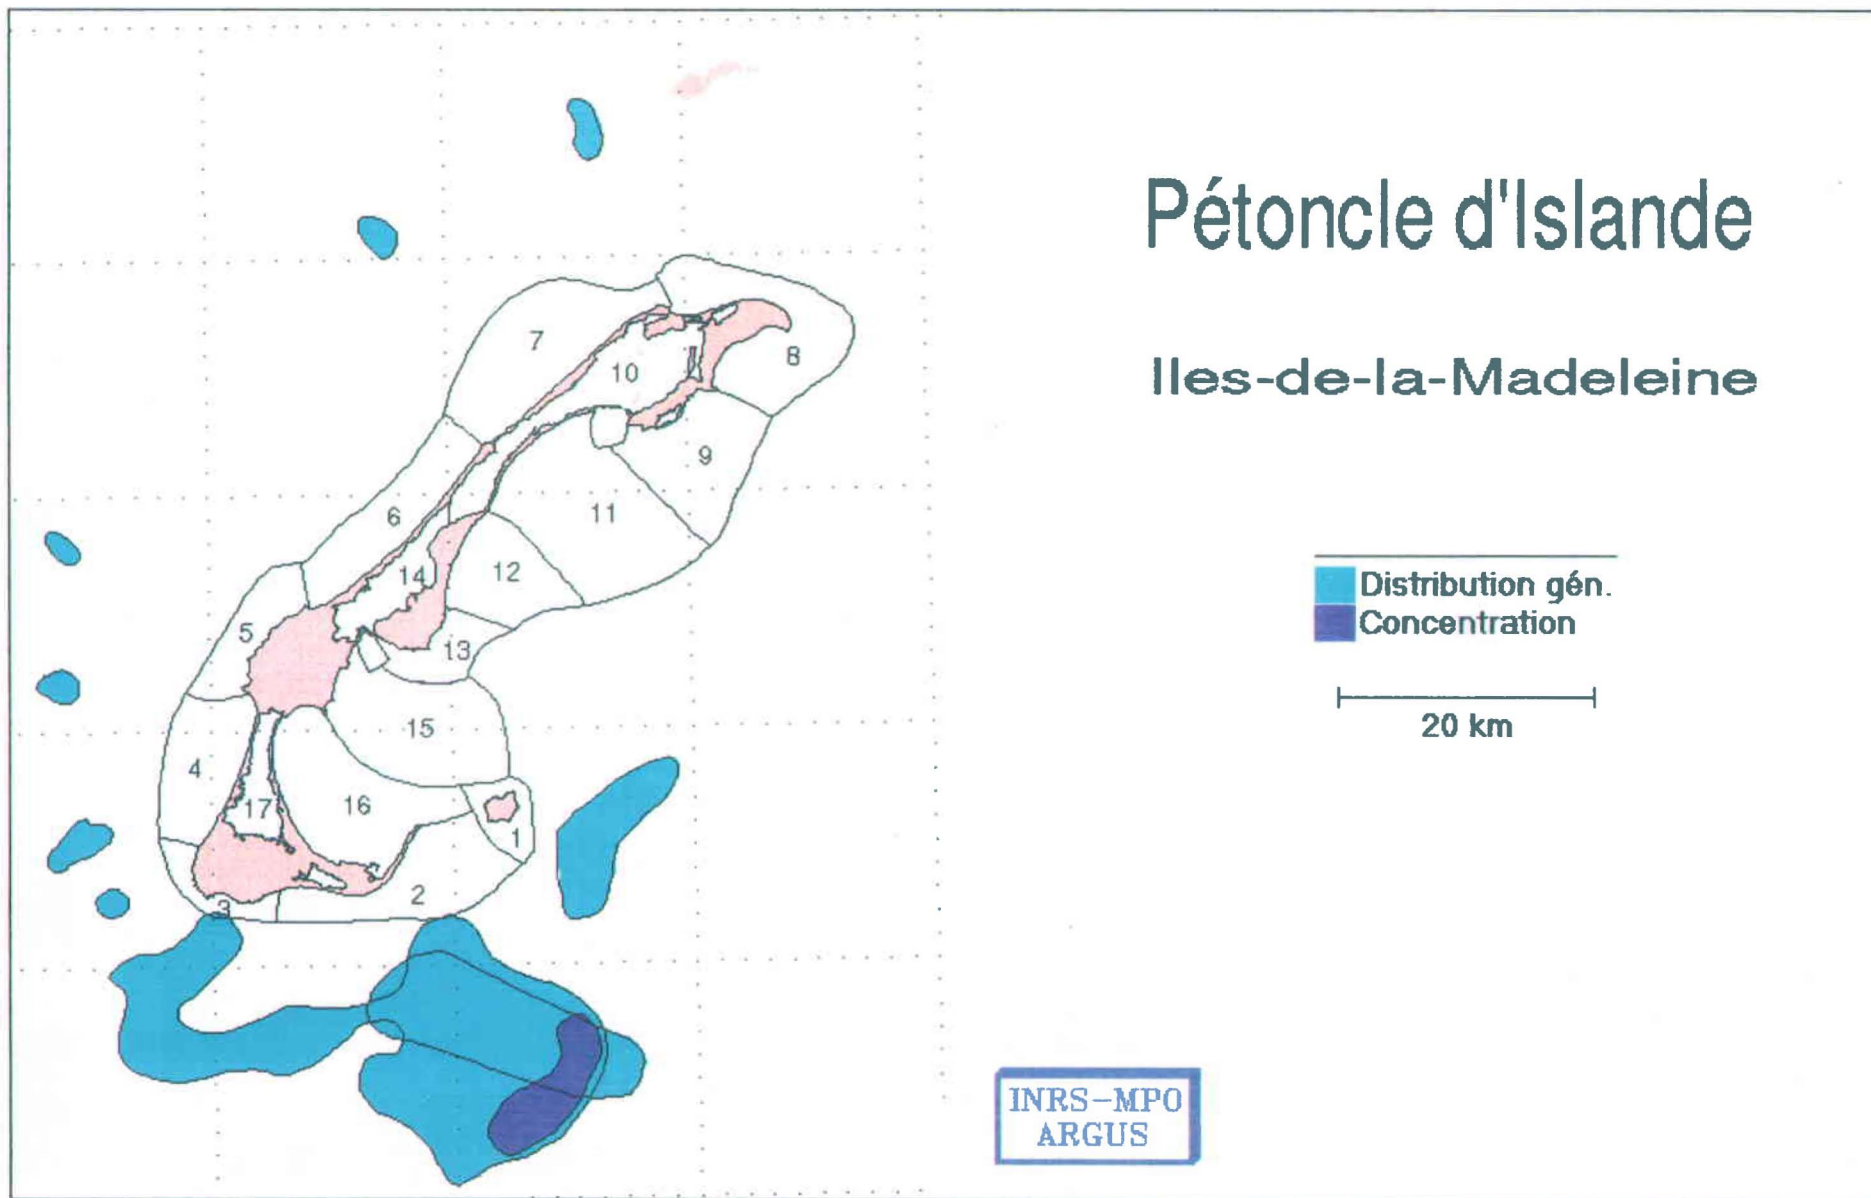 Pétoncle d'Islande
Iles-de-la-Madeleine
Distribution gén.
Concentration
20 km
INRS-MPO
ARGUS
7
8
10
9
6
11
14
12
5
13
15
4
17
16
1
2
3